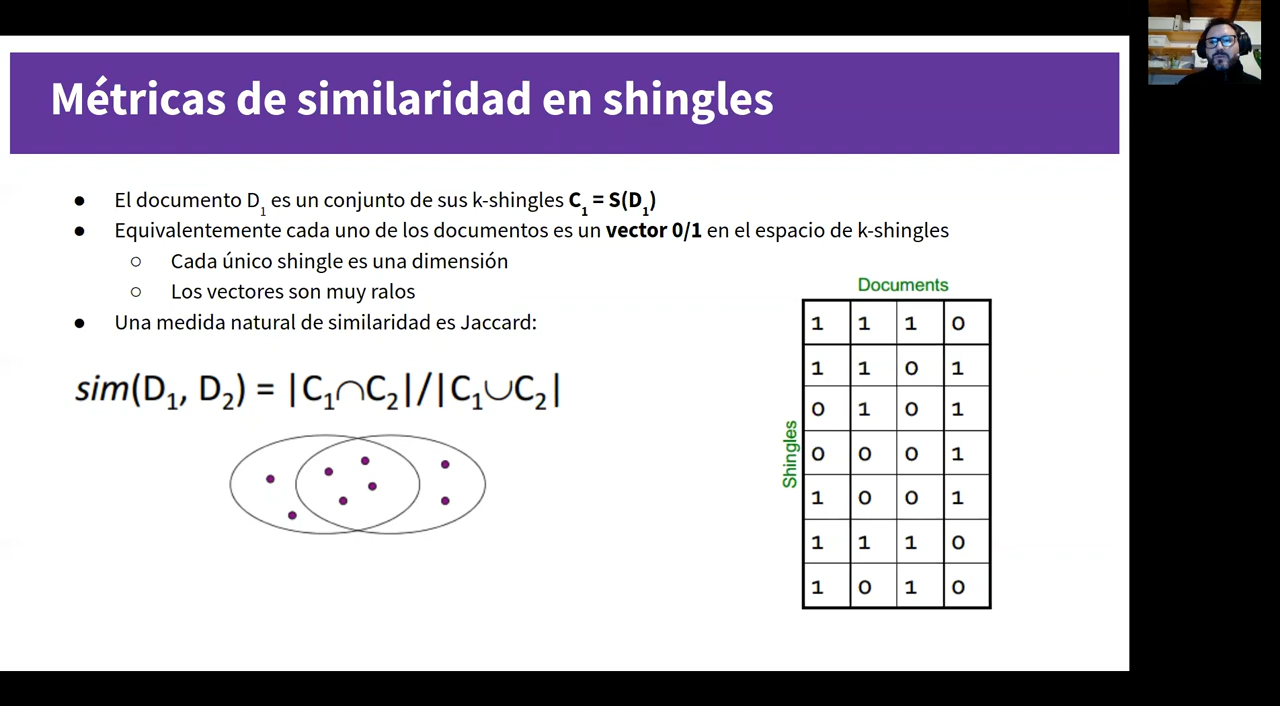 Métricas de similaridad en shingles
● El documento D1 es un conjunto de sus k-shingles C1 = S(D1)
● Equivalentemente cada uno de los documentos es un vector 0/1 en el espacio de k-shingles
○ Cada único shingle es una dimensión
○ Los vectores son muy ralos
● Una medida natural de similaridad es Jaccard:
sim(D1, D2) = |C1∩C2|/|C1∪C2|
Documents
Shingles
1 1 1 0
1 1 0 1
0 1 0 1
0 0 0 1
1 0 0 1
1 1 1 0
1 0 1 0